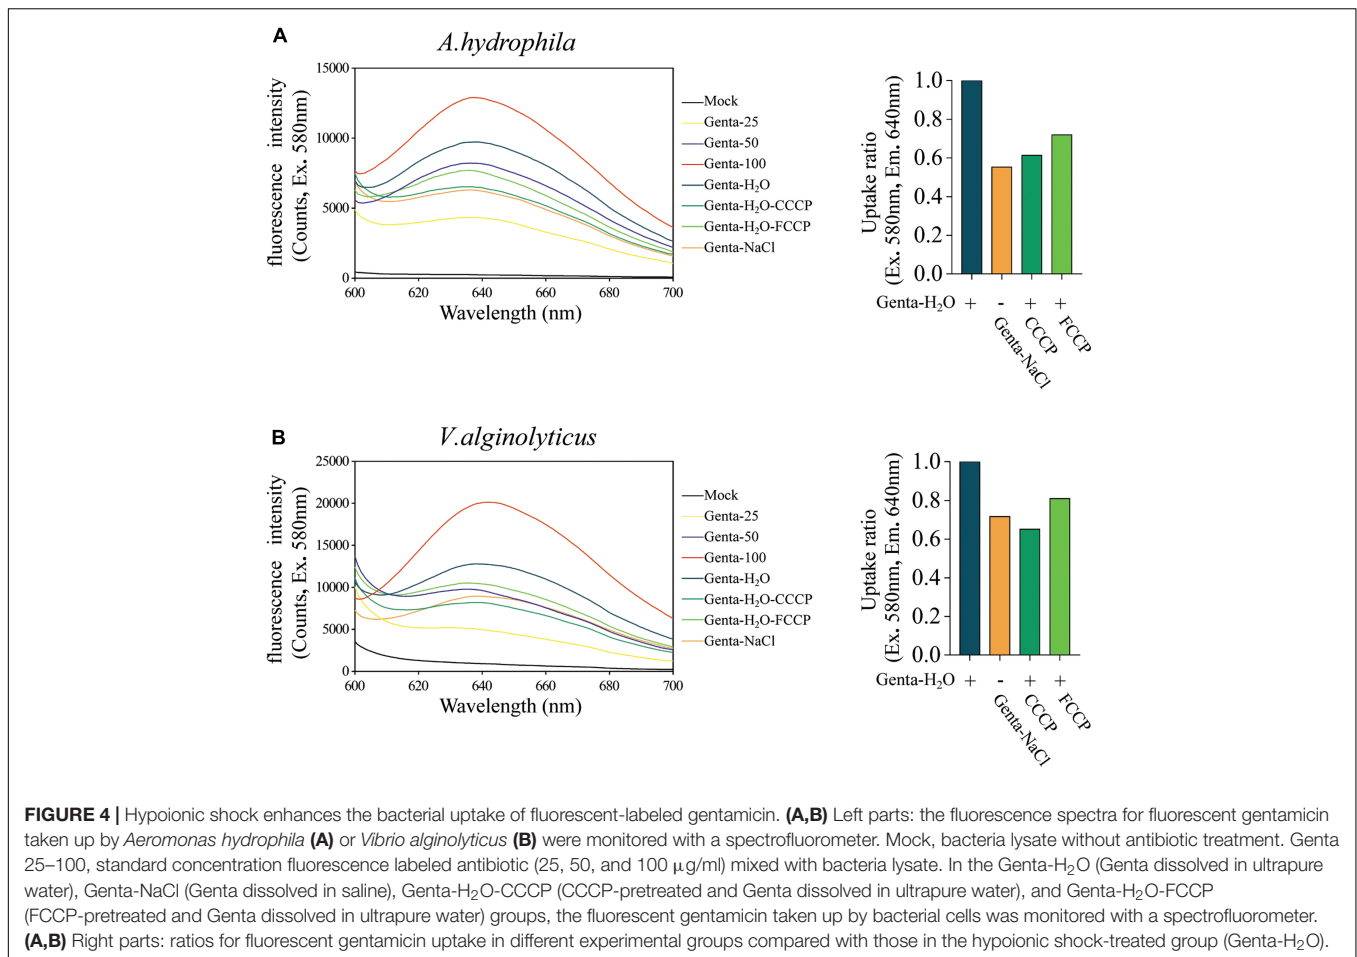 A
A.hydrophila
fluorescence intensity
(Counts, Ex. 580nm)
15000
10000
5000
0
600
620
640
660
680
700
Wavelength (nm)
Mock
Genta-25
Genta-50
Genta-100
Genta-H₂O
Genta-H₂O-CCCP
Genta-H₂O-FCCP
Genta-NaCl
Uptake ratio
(Ex. 580nm, Em. 640nm)
1.0
0.8
0.6
0.4
0.2
0.0
Genta-H₂O + - + +
Genta-NaCl
CCCP
FCCP
B
V.alginolyticus
fluorescence intensity
(Counts, Ex. 580nm)
25000
20000
15000
10000
5000
0
600
620
640
660
680
700
Wavelength (nm)
Mock
Genta-25
Genta-50
Genta-100
Genta-H₂O
Genta-H₂O-CCCP
Genta-H₂O-FCCP
Genta-NaCl
Uptake ratio
(Ex. 580nm, Em. 640nm)
1.0
0.8
0.6
0.4
0.2
0.0
Genta-H₂O + - + +
Genta-NaCl
CCCP
FCCP
FIGURE 4 | Hypoionic shock enhances the bacterial uptake of fluorescent-labeled gentamicin. (A,B) Left parts: the fluorescence spectra for fluorescent gentamicin
taken up by Aeromonas hydrophila (A) or Vibrio alginolyticus (B) were monitored with a spectrofluorometer. Mock, bacteria lysate without antibiotic treatment. Genta
25–100, standard concentration fluorescence labeled antibiotic (25, 50, and 100 μg/ml) mixed with bacteria lysate. In the Genta-H₂O (Genta dissolved in ultrapure
water), Genta-NaCl (Genta dissolved in saline), Genta-H₂O-CCCP (CCCP-pretreated and Genta dissolved in ultrapure water), and Genta-H₂O-FCCP
(FCCP-pretreated and Genta dissolved in ultrapure water) groups, the fluorescent gentamicin taken up by bacterial cells was monitored with a spectrofluorometer.
(A,B) Right parts: ratios for fluorescent gentamicin uptake in different experimental groups compared with those in the hypoionic shock-treated group (Genta-H₂O).